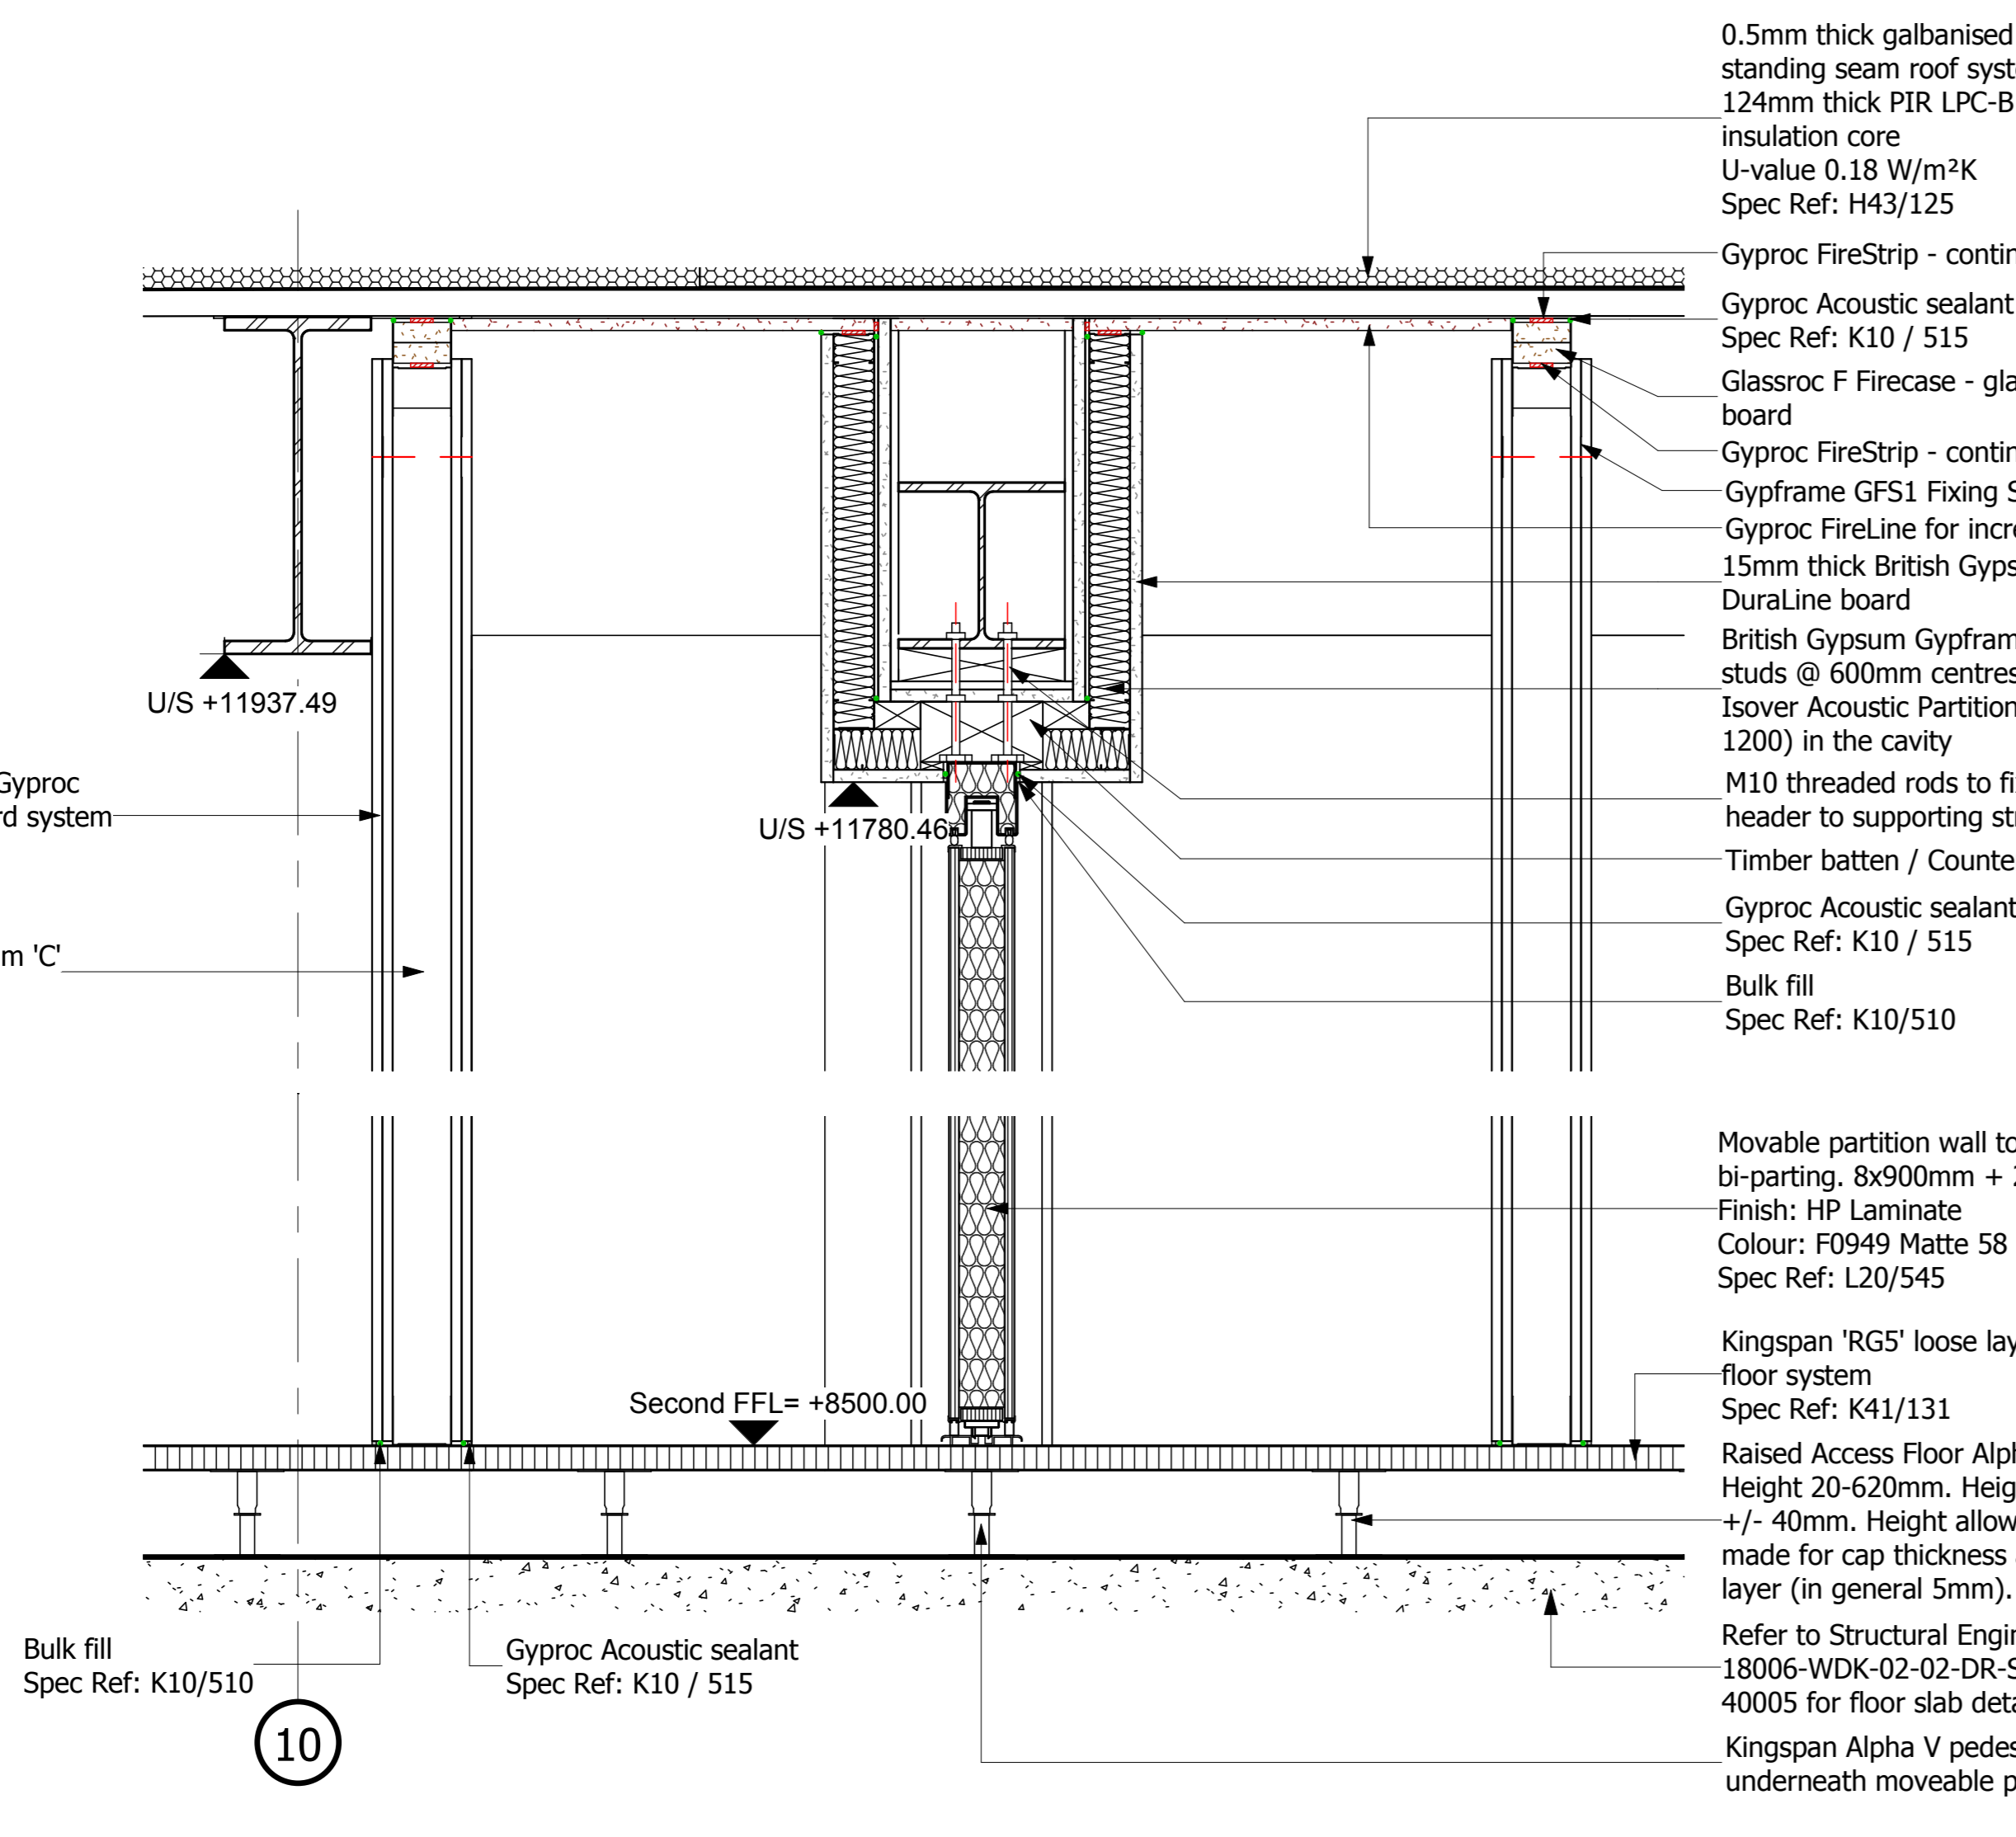 0.5mm thick galbanised
standing seam roof syst
124mm thick PIR LPC-B
insulation core
U-value 0.18 W/m²K
Spec Ref: H43/125
Gyproc FireStrip - contin
Gyproc Acoustic sealant
Spec Ref: K10 / 515
Glassroc F Firecase - gla
board
Gyproc FireStrip - contin
Gypframe GFS1 Fixing S
Gyproc FireLine for incre
15mm thick British Gyps
DuraLine board
British Gypsum Gypfram
studs @ 600mm centres
Isover Acoustic Partition
1200) in the cavity
M10 threaded rods to fi
header to supporting str
Timber batten / Counte
Gyproc Acoustic sealant
Spec Ref: K10 / 515
Bulk fill
Spec Ref: K10/510
U/S +11937.49
U/S +11780.46
Gyproc
rd system
m 'C'
Movable partition wall to
bi-parting. 8x900mm + 2
Finish: HP Laminate
Colour: F0949 Matte 58
Spec Ref: L20/545
Second FFL= +8500.00
Kingspan 'RG5' loose lay
floor system
Spec Ref: K41/131
Raised Access Floor Alph
Height 20-620mm. Heig
+/- 40mm. Height allow
made for cap thickness
layer (in general 5mm).
Refer to Structural Engin
18006-WDK-02-02-DR-S
40005 for floor slab deta
Kingspan Alpha V pedes
underneath moveable p
Bulk fill
Spec Ref: K10/510
Gyproc Acoustic sealant
Spec Ref: K10 / 515
10